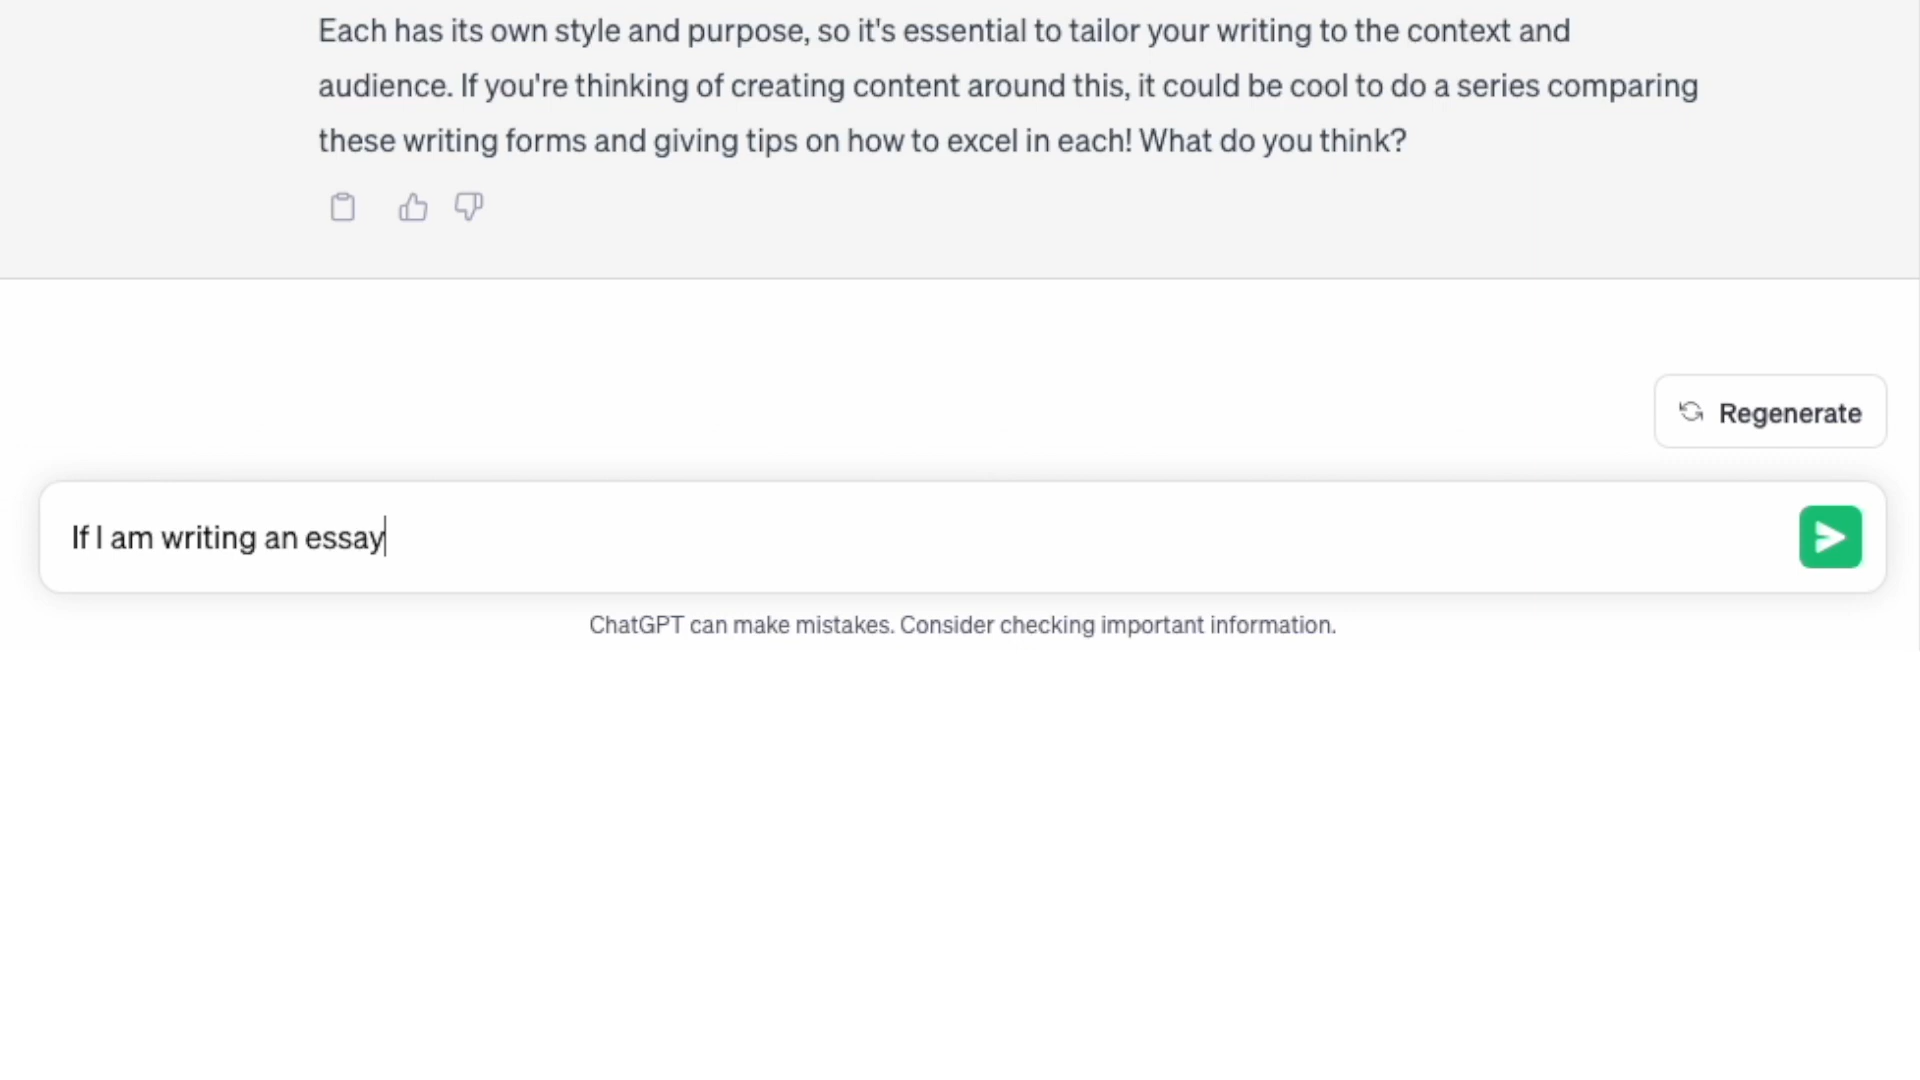 Each has its own style and purpose, so it's essential to tailor your writing to the context and
audience. If you're thinking of creating content around this, it could be cool to do a series comparing
these writing forms and giving tips on how to excel in each! What do you think?
Regenerate
If I am writing an essay
ChatGPT can make mistakes. Consider checking important information.